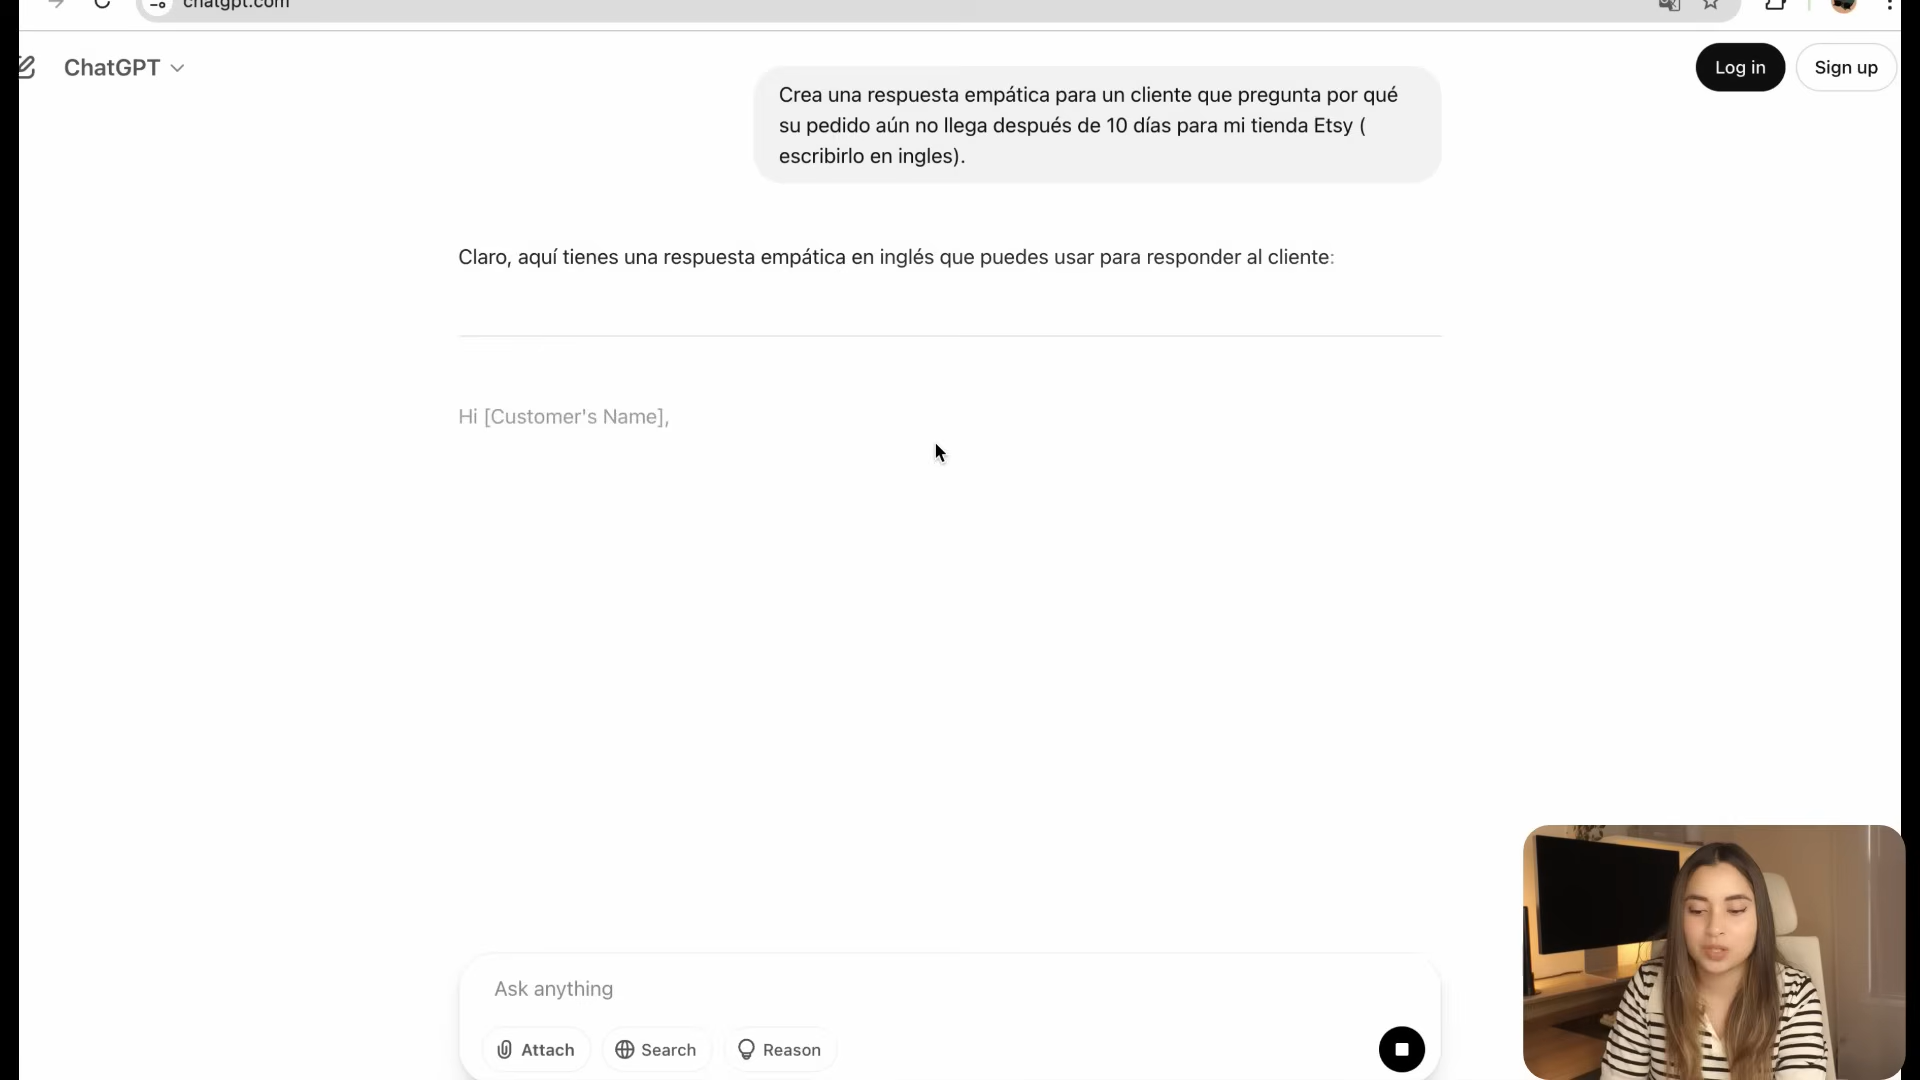 chatgpt.com
ChatGPT
Log in
Sign up
Crea una respuesta empática para un cliente que pregunta por qué
su pedido aún no llega después de 10 días para mi tienda Etsy (
escribirlo en ingles).
Claro, aquí tienes una respuesta empática en inglés que puedes usar para responder al cliente:
Hi [Customer's Name],
Ask anything
Attach
Search
Reason